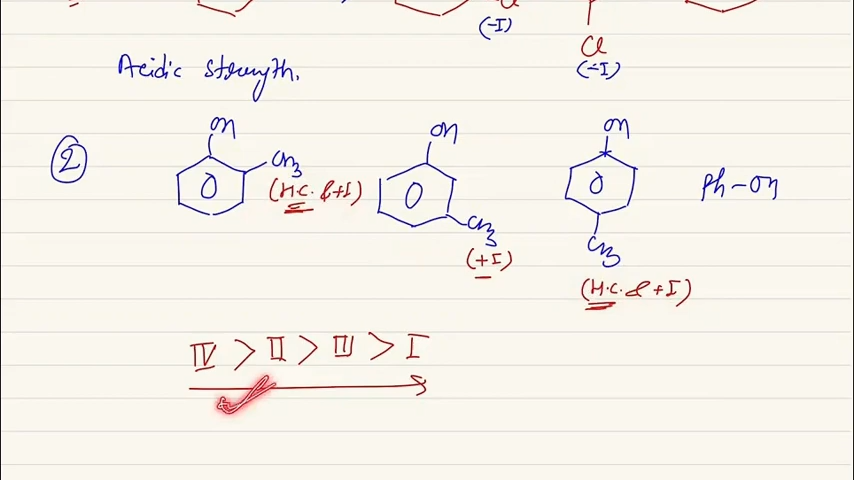 Cl
(-I)
(-I)
Acidic strength.
2
OH
CH3
(H.C. & +I)
OH
CH3
(+I)
OH
CH3
(H.C. & +I)
Ph-OH
IV > II > III > I